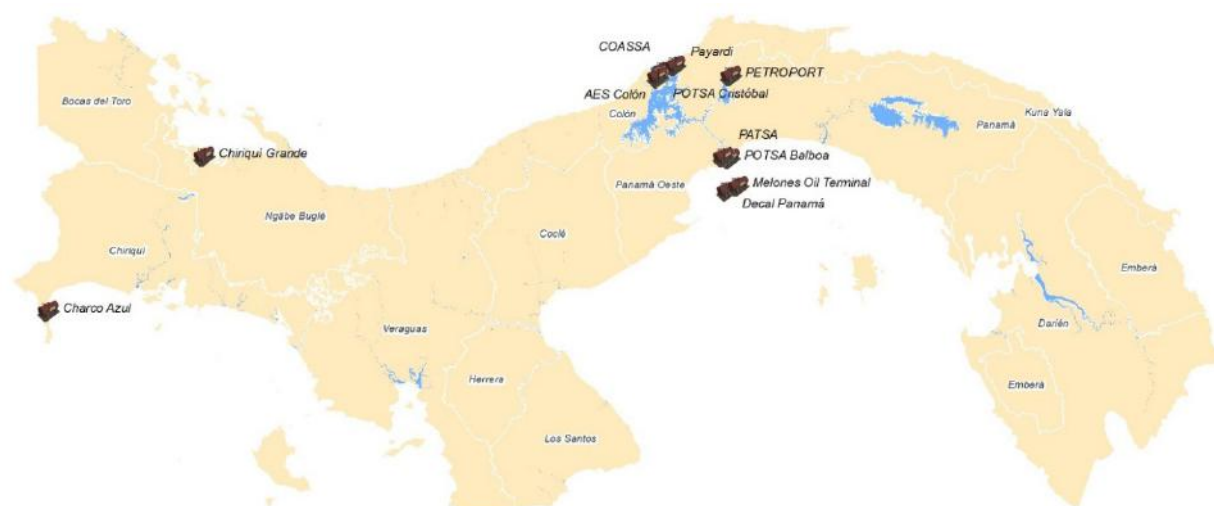 COASSA
Payardi
PETROPORT
AES Colón
POTSA Cristóbal
Bocas del Toro
Colón
Kuna Yala
Panamá
PATSA
Chiriquí Grande
POTSA Balboa
Panamá Oeste
Melones Oil Terminal
Decal Panamá
Ngäbe Buglé
Coclé
Chiriquí
Emberá
Charco Azul
Veraguas
Darién
Herrera
Emberá
Los Santos